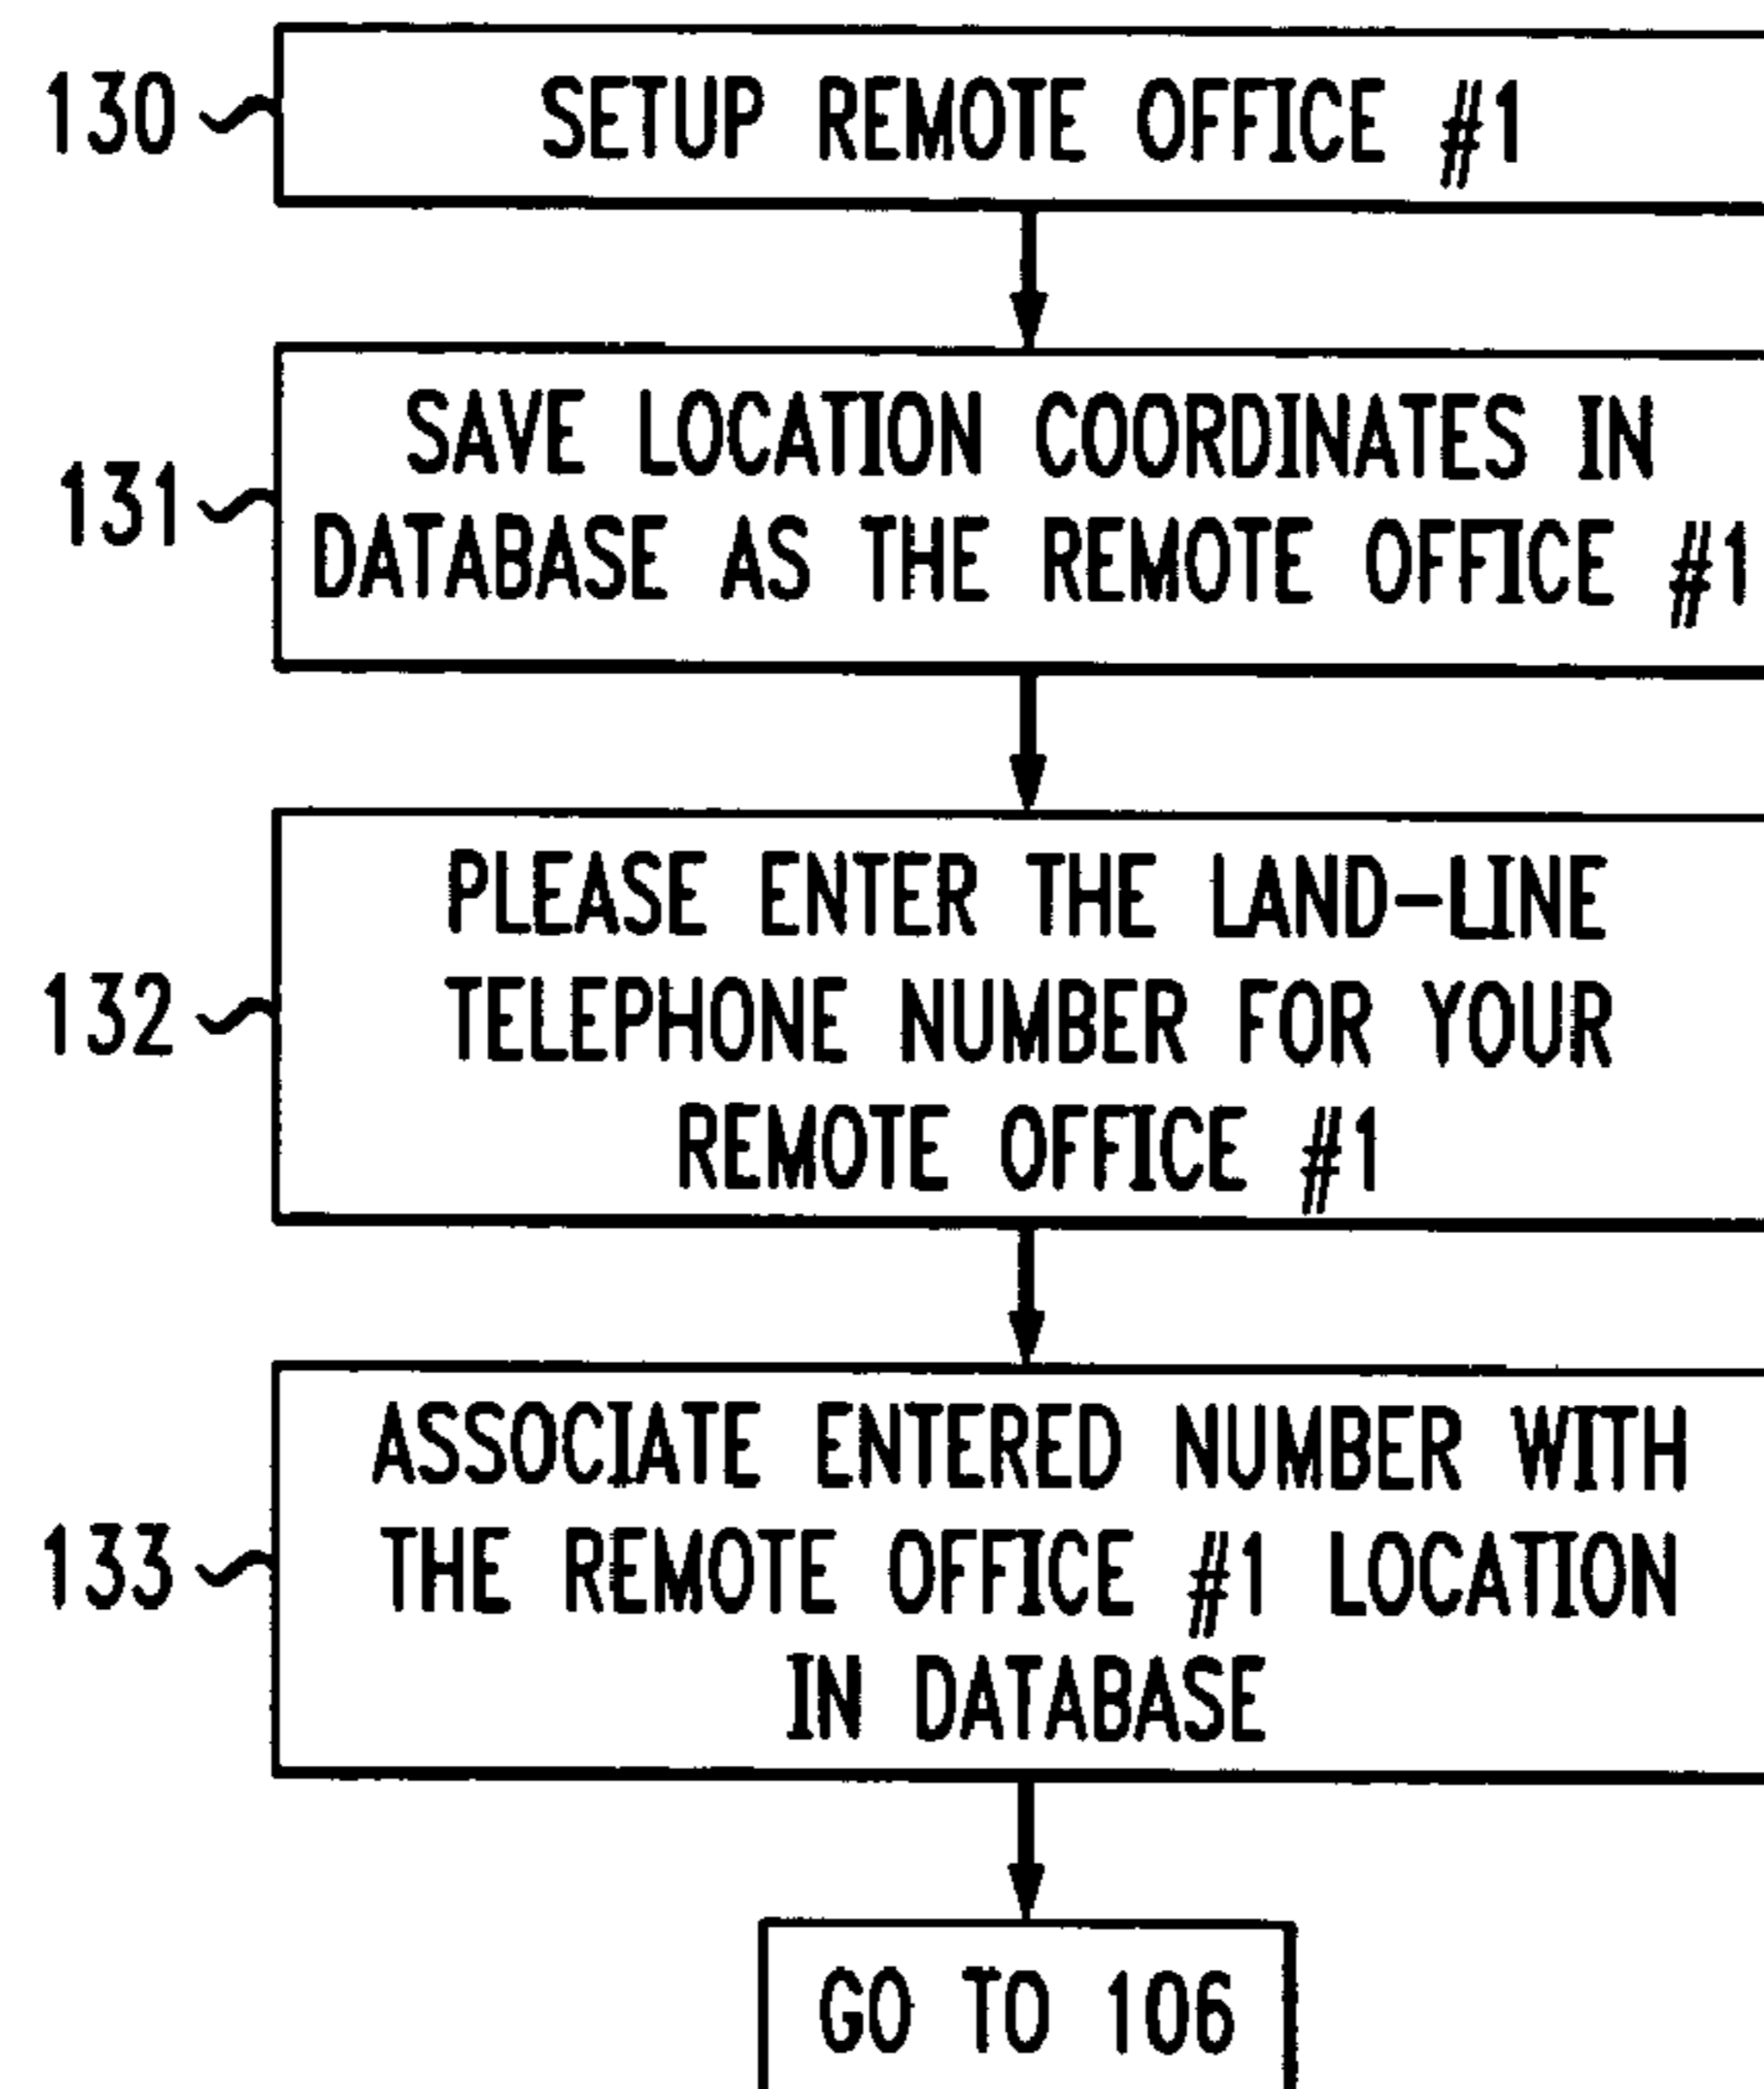 130
SETUP REMOTE OFFICE #1
131
SAVE LOCATION COORDINATES IN
DATABASE AS THE REMOTE OFFICE #1
132
PLEASE ENTER THE LAND-LINE
TELEPHONE NUMBER FOR YOUR
REMOTE OFFICE #1
133
ASSOCIATE ENTERED NUMBER WITH
THE REMOTE OFFICE #1 LOCATION
IN DATABASE
GO TO 106